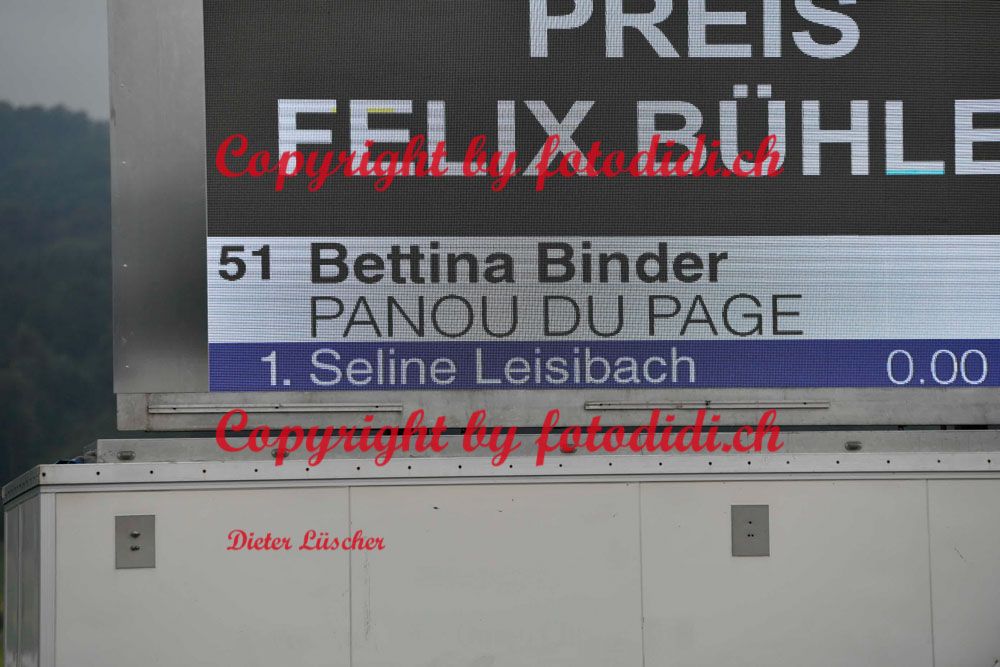 PREIS
FELIX BÜHLE
Copyright by fotodidi.ch
51 Bettina Binder
PANOU DU PAGE
1. Seline Leisibach 0.00
Copyright by fotodidi.ch
Dieter Lüscher